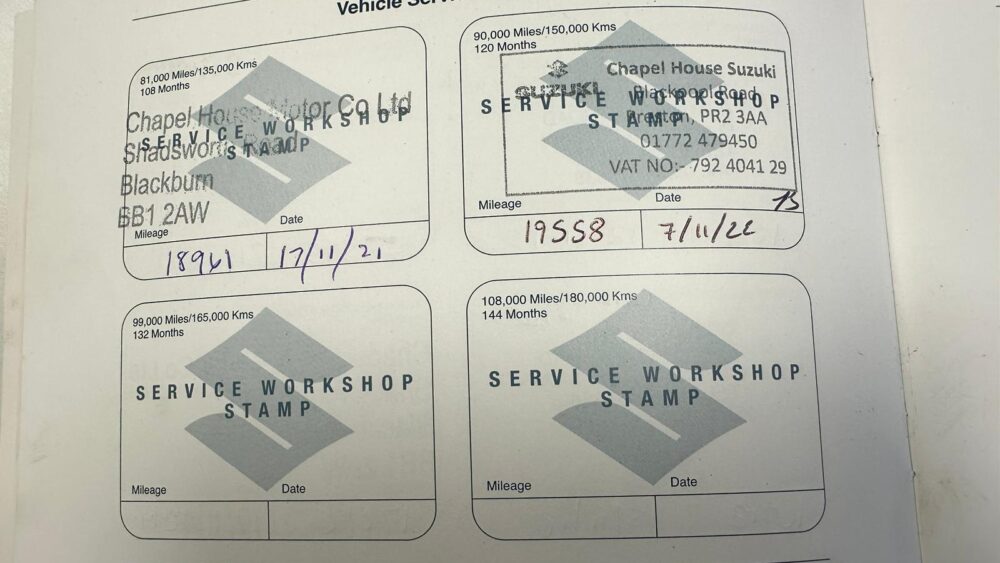 Vehicle Serv
81,000 Miles/135,000 Kms
108 Months
SERVICE WORKSHOP
STAMP
Chapel House Motor Co Ltd
Shadsworth Road
Blackburn
BB1 2AW
Mileage
Date
18961
17/11/21
90,000 Miles/150,000 Kms
120 Months
SERVICE WORKSHOP
STAMP
SUZUKI
Chapel House Suzuki
Blackpool Road
Preston, PR2 3AA
01772 479450
VAT NO:- 792 4041 29
Mileage
Date
19558
7/11/22
99,000 Miles/165,000 Kms
132 Months
SERVICE WORKSHOP
STAMP
Mileage
Date
108,000 Miles/180,000 Kms
144 Months
SERVICE WORKSHOP
STAMP
Mileage
Date